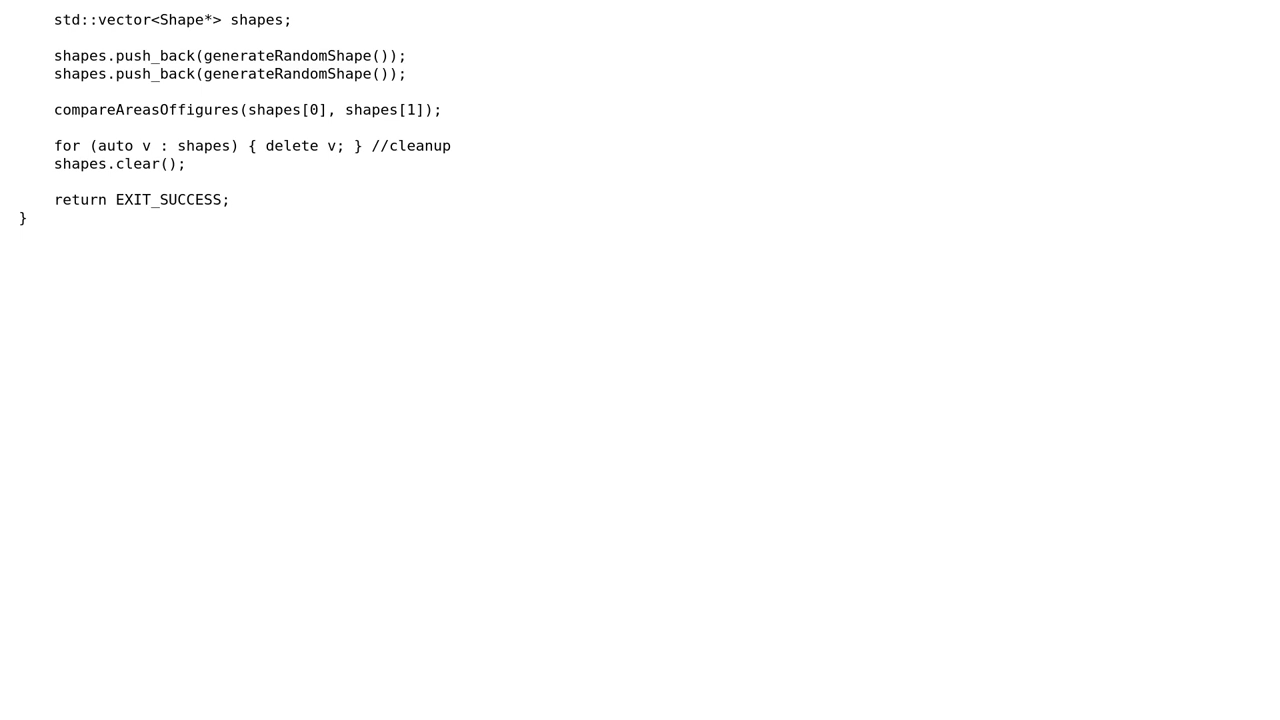 std::vector<Shape*> shapes;
shapes.push_back(generateRandomShape());
shapes.push_back(generateRandomShape());
compareAreasOffigures(shapes[0], shapes[1]);
for (auto v : shapes) { delete v; } //cleanup
shapes.clear();
return EXIT_SUCCESS;
}